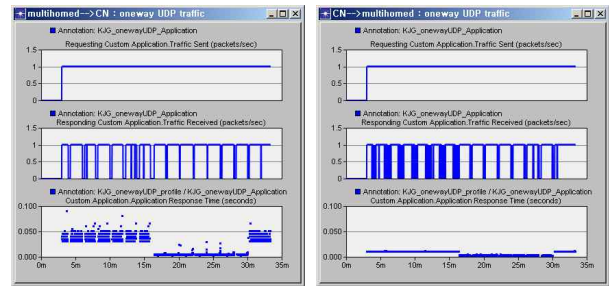 multihomed-->CN : oneway UDP traffic
Annotation: KJG_onewayUDP_Application
Requesting Custom Application.Traffic Sent (packets/sec)
1.5
1
0.5
0
Annotation: KJG_onewayUDP_Application
Responding Custom Application.Traffic Received (packets/sec)
1.5
1
0.5
0
Annotation: KJG_onewayUDP_profile / KJG_onewayUDP_Application
Custom Application.Application Response Time (seconds)
0.100
0.050
0.000
0m 5m 10m 15m 20m 25m 30m 35m
CN-->multihomed : oneway UDP traffic
Annotation: KJG_onewayUDP_Application
Requesting Custom Application.Traffic Sent (packets/sec)
1.5
1
0.5
0
Annotation: KJG_onewayUDP_Application
Responding Custom Application.Traffic Received (packets/sec)
1.5
1
0.5
0
Annotation: KJG_onewayUDP_profile / KJG_onewayUDP_Application
Custom Application.Application Response Time (seconds)
0.100
0.050
0.000
0m 5m 10m 15m 20m 25m 30m 35m